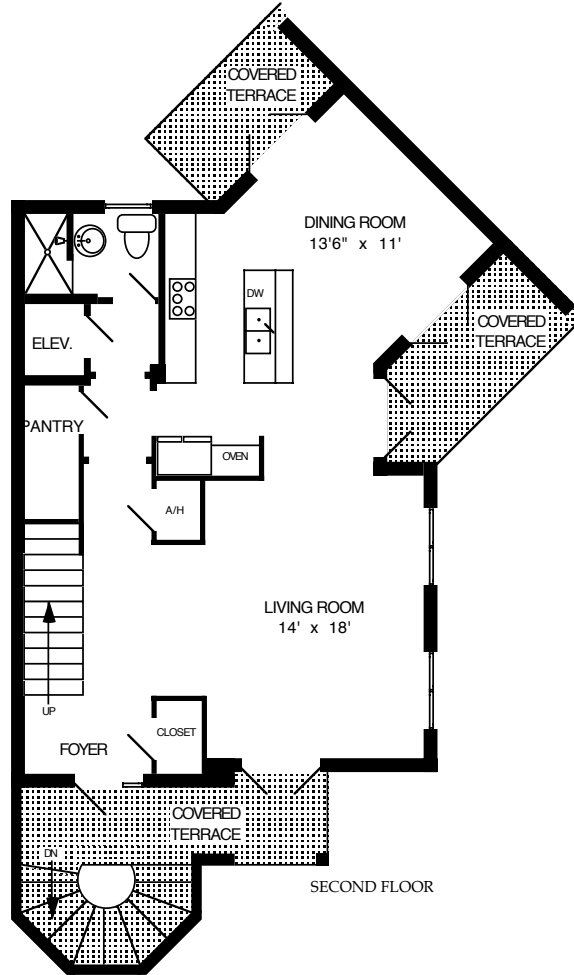 COVERED
TERRACE
DINING ROOM
13'6" x 11'
DW
COVERED
TERRACE
ELEV.
PANTRY
OVEN
A/H
LIVING ROOM
14' x 18'
UP
CLOSET
FOYER
COVERED
TERRACE
DN
SECOND FLOOR